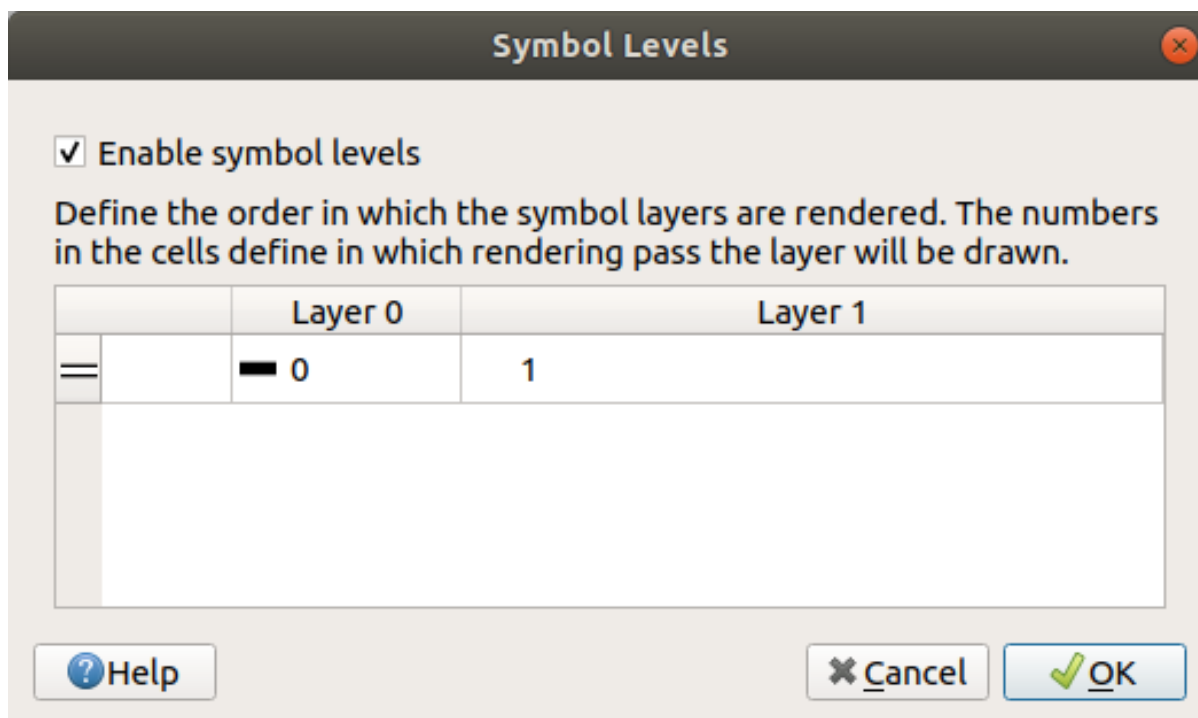 Symbol Levels
Enable symbol levels
Define the order in which the symbol layers are rendered. The numbers
in the cells define in which rendering pass the layer will be drawn.
Layer 0 Layer 1
0 1
Help Cancel OK